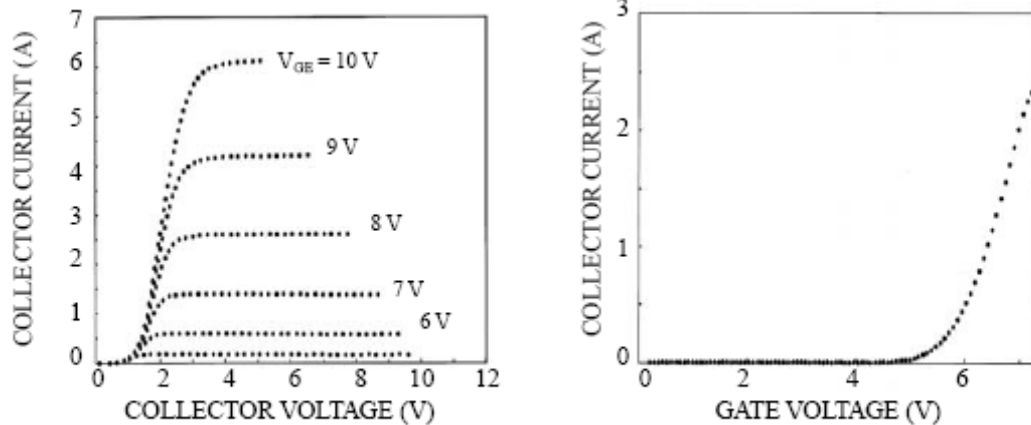 COLLECTOR CURRENT (A)
7
6
5
4
3
2
1
0
V_GE = 10 V
9 V
8 V
7 V
6 V
0 2 4 6 8 10 12
COLLECTOR VOLTAGE (V)
COLLECTOR CURRENT (A)
3
2
1
0
0 2 4 6
GATE VOLTAGE (V)